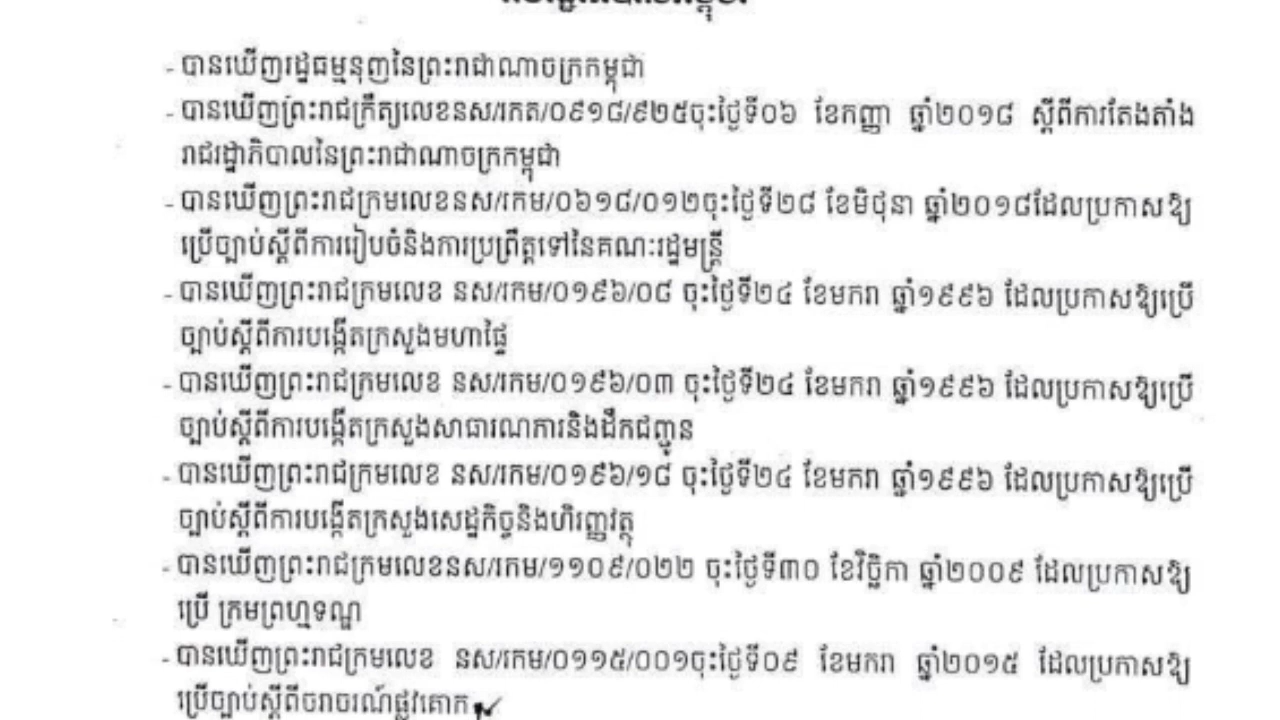 - បានឃើញរដ្ឋធម្មនុញនៃព្រះរាជាណាចក្រកម្ពុជា
- បានឃើញព្រះរាជក្រឹត្យលេខនស/រកត/០៩១៨/៩២៥ចុះថ្ងៃទី០៦ ខែកញ្ញា ឆ្នាំ២០១៨ ស្តីពីការតែងតាំង
រាជរដ្ឋាភិបាលនៃព្រះរាជាណាចក្រកម្ពុជា
- បានឃើញព្រះរាជក្រមលេខនស/រកម/០៦១៨/០១២ចុះថ្ងៃទី២៨ ខែមិថុនា ឆ្នាំ២០១៨ដែលប្រកាសឱ្យ
ប្រើច្បាប់ស្តីពីការរៀបចំនិងការប្រព្រឹត្តទៅនៃគណៈរដ្ឋមន្ត្រី
- បានឃើញព្រះរាជក្រមលេខ នស/រកម/០១៩៦/០៨ ចុះថ្ងៃទី២៤ ខែមករា ឆ្នាំ១៩៩៦ ដែលប្រកាសឱ្យប្រើ
ច្បាប់ស្តីពីការបង្កើតក្រសួងមហាផ្ទៃ
- បានឃើញព្រះរាជក្រមលេខ នស/រកម/០១៩៦/០៣ ចុះថ្ងៃទី២៤ ខែមករា ឆ្នាំ១៩៩៦ ដែលប្រកាសឱ្យប្រើ
ច្បាប់ស្តីពីការបង្កើតក្រសួងសាធារណការនិងដឹកជញ្ជូន
- បានឃើញព្រះរាជក្រមលេខ នស/រកម/០១៩៦/១៨ ចុះថ្ងៃទី២៤ ខែមករា ឆ្នាំ១៩៩៦ ដែលប្រកាសឱ្យប្រើ
ច្បាប់ស្តីពីការបង្កើតក្រសួងសេដ្ឋកិច្ចនិងហិរញ្ញវត្ថុ
- បានឃើញព្រះរាជក្រមលេខនស/រកម/១១០៩/០២២ ចុះថ្ងៃទី៣០ ខែវិច្ឆិកា ឆ្នាំ២០០៩ ដែលប្រកាសឱ្យ
ប្រើ ក្រមព្រហ្មទណ្ឌ
- បានឃើញព្រះរាជក្រមលេខ នស/រកម/០១១៥/០០១ចុះថ្ងៃទី០៩ ខែមករា ឆ្នាំ២០១៥ ដែលប្រកាសឱ្យ
ប្រើច្បាប់ស្តីពីចរាចរណ៍ផ្លូវគោក